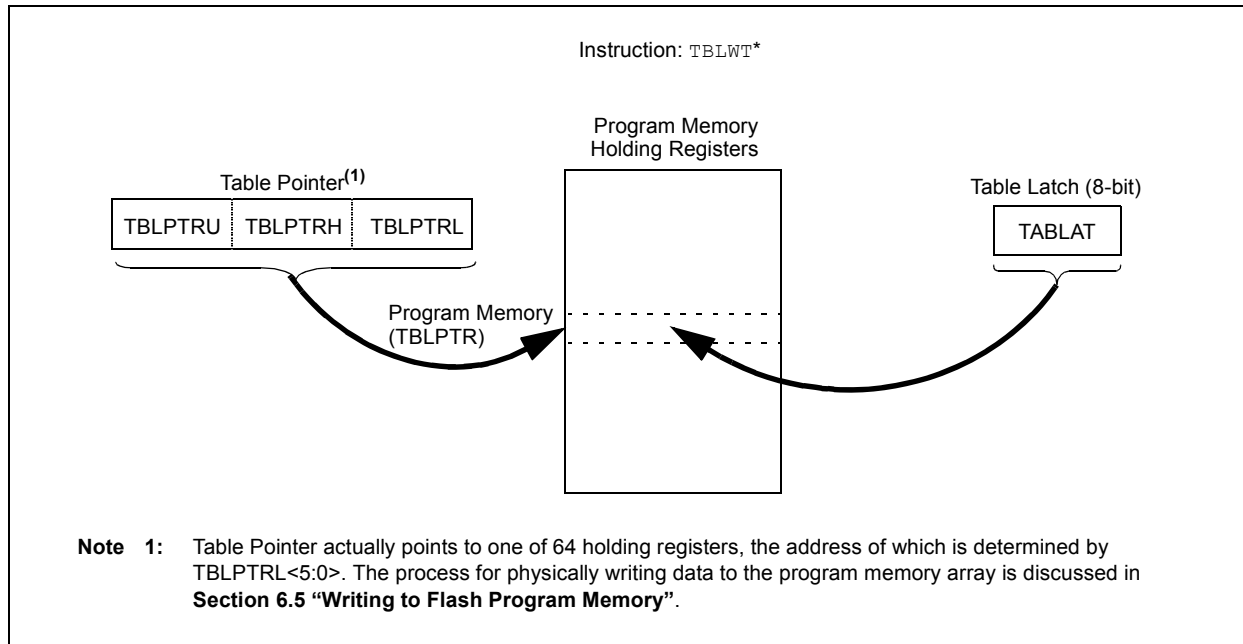 Instruction: TBLWT*
Program Memory
Holding Registers
Table Pointer(1)
Table Latch (8-bit)
TBLPTRU TBLPTRH TBLPTRL
TABLAT
Program Memory
(TBLPTR)
Note 1: Table Pointer actually points to one of 64 holding registers, the address of which is determined by
TBLPTRL<5:0>. The process for physically writing data to the program memory array is discussed in
Section 6.5 “Writing to Flash Program Memory”.